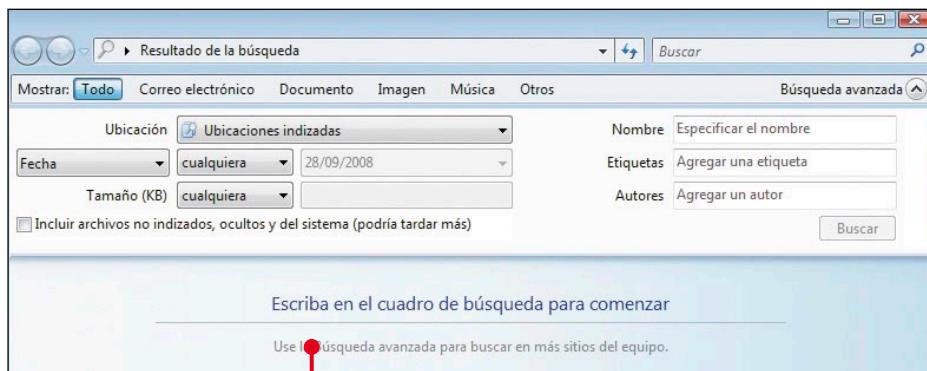 Resultado de la búsqueda Buscar
Mostrar: Todo Correo electrónico Documento Imagen Música Otros Búsqueda avanzada
Ubicación Ubicaciones indizadas Nombre Especificar el nombre
Fecha cualquiera 28/09/2008 Etiquetas Agregar una etiqueta
Tamaño (KB) cualquiera Autores Agregar un autor
Incluir archivos no indizados, ocultos y del sistema (podría tardar más) Buscar
Escriba en el cuadro de búsqueda para comenzar
Use búsqueda avanzada para buscar en más sitios del equipo.